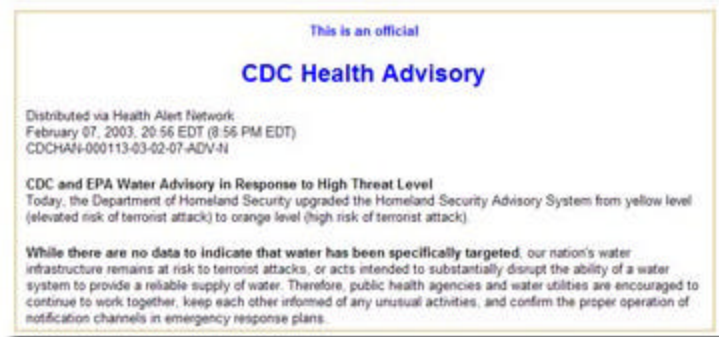 This is an official
CDC Health Advisory
Distributed via Health Alert Network
February 07, 2003, 20:56 EDT (8:56 PM EDT)
CDCHAN-000113-03-02-07-ADV-N
CDC and EPA Water Advisory in Response to High Threat Level
Today, the Department of Homeland Security upgraded the Homeland Security Advisory System from yellow level
(elevated risk of terrorist attack) to orange level (high risk of terrorist attack).
While there are no data to indicate that water has been specifically targeted, our nation's water
infrastructure remains at risk to terrorist attacks, or acts intended to substantially disrupt the ability of a water
system to provide a reliable supply of water. Therefore, public health agencies and water utilities are encouraged to
continue to work together, keep each other informed of any unusual activities, and confirm the proper operation of
notification channels in emergency response plans.